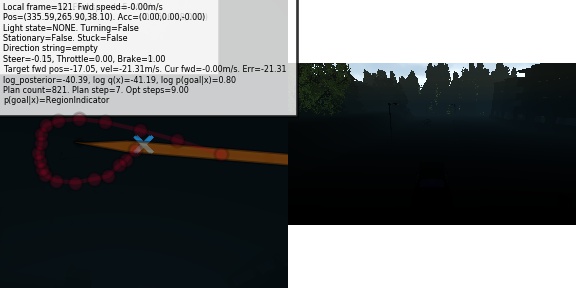 Local frame=121. Fwd speed=-0.00m/s
Pos=(335.59,265.90,38.10). Acc=(0.00,0.00,-0.00)
Light state=NONE. Turning=False
Stationary=False. Stuck=False
Direction string=empty
Steer=-0.15, Throttle=0.00, Brake=1.00
Target fwd pos=-17.05, vel=-21.31m/s. Cur fwd=-0.00m/s. Err=-21.31
log_posterior=-40.39, log q(x)=-41.19, log p(goal|x)=0.80
Plan count=821. Plan step=7. Opt steps=9.00
p(goal|x)=RegionIndicator